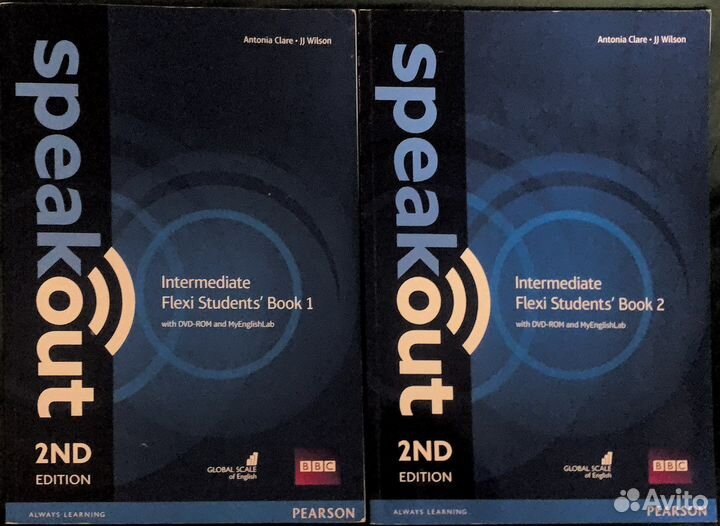 Antonia Clare • JJ Wilson
speakout
Intermediate
Flexi Students' Book 1
with DVD-ROM and MyEnglishLab
2ND
EDITION
GLOBAL SCALE
of English
BBC
ALWAYS LEARNING
PEARSON
Antonia Clare • JJ Wilson
speakout
Intermediate
Flexi Students' Book 2
with DVD-ROM and MyEnglishLab
2ND
EDITION
GLOBAL SCALE
of English
BBC
ALWAYS LEARNING
PEARSON
Avito